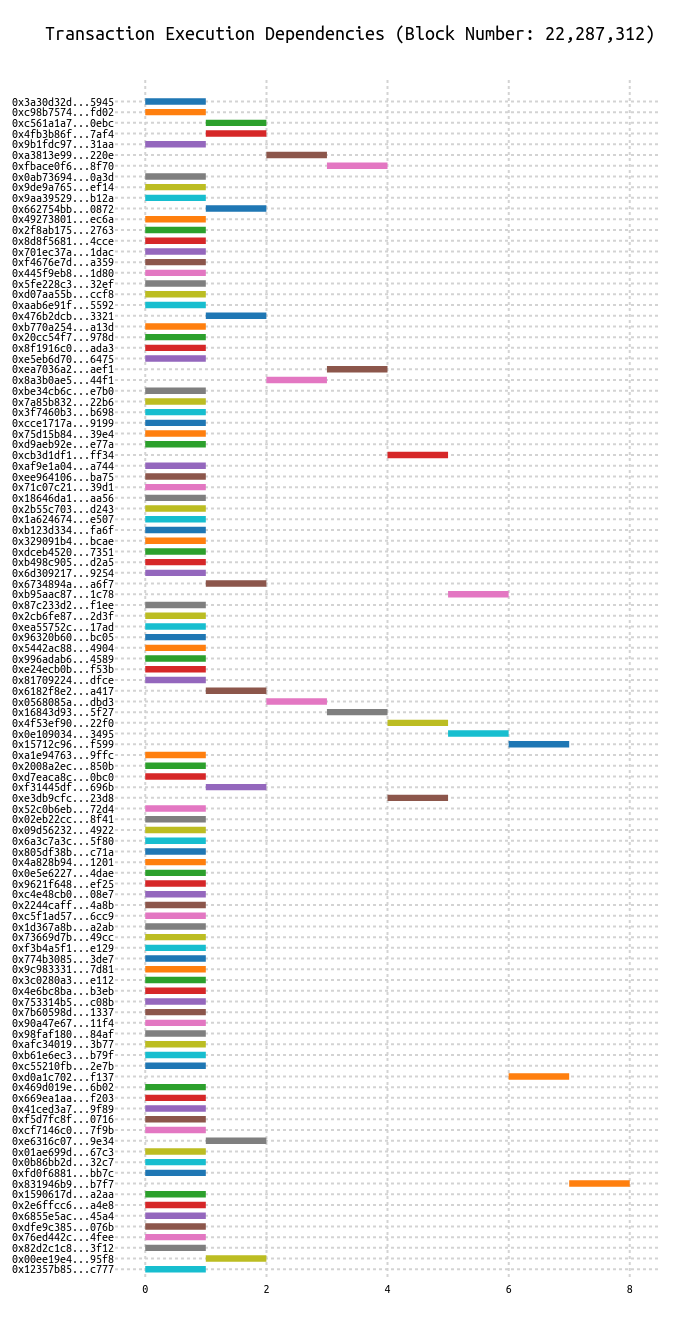 Transaction Execution Dependencies (Block Number: 22,287,312)
0x3a30d32d...5945
0xc98b7574...fd02
0xc561a1a7...0ebc
0x4fb3b86f...7af4
0x9b1fdc97...31aa
0xa3813e99...220e
0xfbace0f6...8f70
0x0ab73694...0a3d
0x9de9a765...ef14
0x9aa39529...b12a
0x662754bb...0872
0x49273801...ec6a
0x2f8ab175...2763
0x8d8f5681...4cce
0x701ec37a...1dac
0xf4676e7d...a359
0x445f9eb8...1d80
0x5fe228c3...32ef
0xd07aa55b...ccf8
0xaab6e91f...5592
0x476b2dcb...3321
0xb770a254...a13d
0x20cc54f7...978d
0x8f1916c0...ada3
0xe5eb6d70...6475
0xea7036a2...aef1
0x8a3b0ae5...44f1
0xbe34cb6c...e7b0
0x7a85b832...22b6
0x3f7460b3...b698
0xcce1717a...9199
0x75d15b84...39e4
0xd9aeb92e...e77a
0xcb3d1df1...ff34
0xaf9e1a04...a744
0xee964106...ba75
0x71c07c21...39d1
0x18646da1...aa56
0x2b55c703...d243
0x1a624674...e507
0xb123d334...fa6f
0x329091b4...bcae
0xdceb4520...7351
0xb498c905...d2a5
0x6d309217...9254
0x6734894a...a6f7
0xb95aac87...1c78
0x87c233d2...f1ee
0x2cb6fe87...2d3f
0xea55752c...17ad
0x96320b60...bc05
0x5442ac88...4904
0x996adab6...4589
0xe24ecb0b...f53b
0x81709224...dfce
0x6182f8e2...a417
0x0568085a...dbd3
0x16843d93...5f27
0x4f53ef90...22f0
0x0e109034...3495
0x15712c96...f599
0xa1e94763...9ffc
0x2008a2ec...850b
0xd7eaca8c...0bc0
0xf31445df...696b
0xe3db9cfc...23d8
0x52c0b6eb...72d4
0x02eb22cc...8f41
0x09d56232...4922
0x6a3c7a3c...5f80
0x805df38b...c71a
0x4a828b94...1201
0x0e5e6227...4dae
0x9621f648...ef25
0xc4e48cb0...08e7
0x2244caff...4a8b
0xc5f1ad57...6cc9
0x1d367a8b...a2ab
0x73669d7b...49cc
0xf3b4a5f1...e129
0x774b3085...3de7
0x9c983331...7d81
0x3c0280a3...e112
0x4e6bc8ba...b3eb
0x753314b5...c08b
0x7b60598d...1337
0x90a47e67...11f4
0x98faf180...84af
0xafc34019...3b77
0xb61e6ec3...b79f
0xc55210fb...2e7b
0xd0a1c702...f137
0x469d019e...6b02
0x669ea1aa...f203
0x41ced3a7...9f89
0xf5d7fc8f...0716
0xcf7146c0...7f9b
0xe6316c07...9e34
0x01ae699d...67c3
0x0b86bb2d...32c7
0xfd0f6881...bb7c
0x831946b9...b7f7
0x1590617d...a2aa
0x2e6ffcc6...a4e8
0x6855e5ac...45a4
0xdfe9c385...076b
0x76ed442c...4fee
0x82d2c1c8...3f12
0x00ee19e4...95f8
0x12357b85...c777
0 2 4 6 8